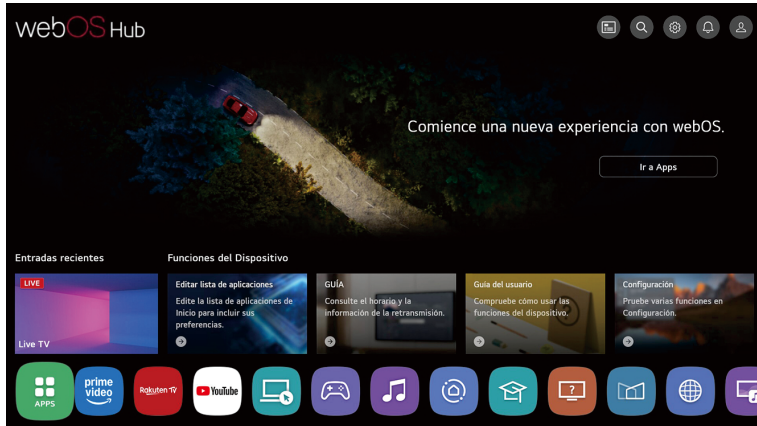 webOS Hub
Comience una nueva experiencia con webOS.
Ir a Apps
Entradas recientes
Funciones del Dispositivo
LIVE
Live TV
Editar lista de aplicaciones
Edite la lista de aplicaciones de
Inicio para incluir sus
preferencias.
GUÍA
Consulte el horario y la
información de la retransmisión.
Guía del usuario
Compruebe cómo usar las
funciones del dispositivo.
Configuración
Pruebe varias funciones en
Configuración.
APPS
prime
video
Rakuten TV
YouTube
?